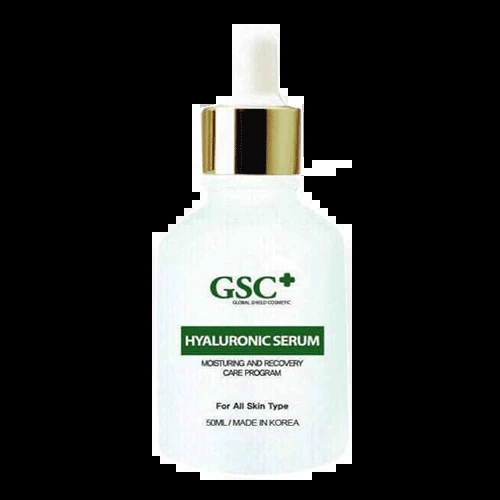 GSC+
GLOBAL SHIELD COSMETIC
HYALURONIC SERUM
MOISTURING AND RECOVERY
CARE PROGRAM
For All Skin Type
50ML / MADE IN KOREA